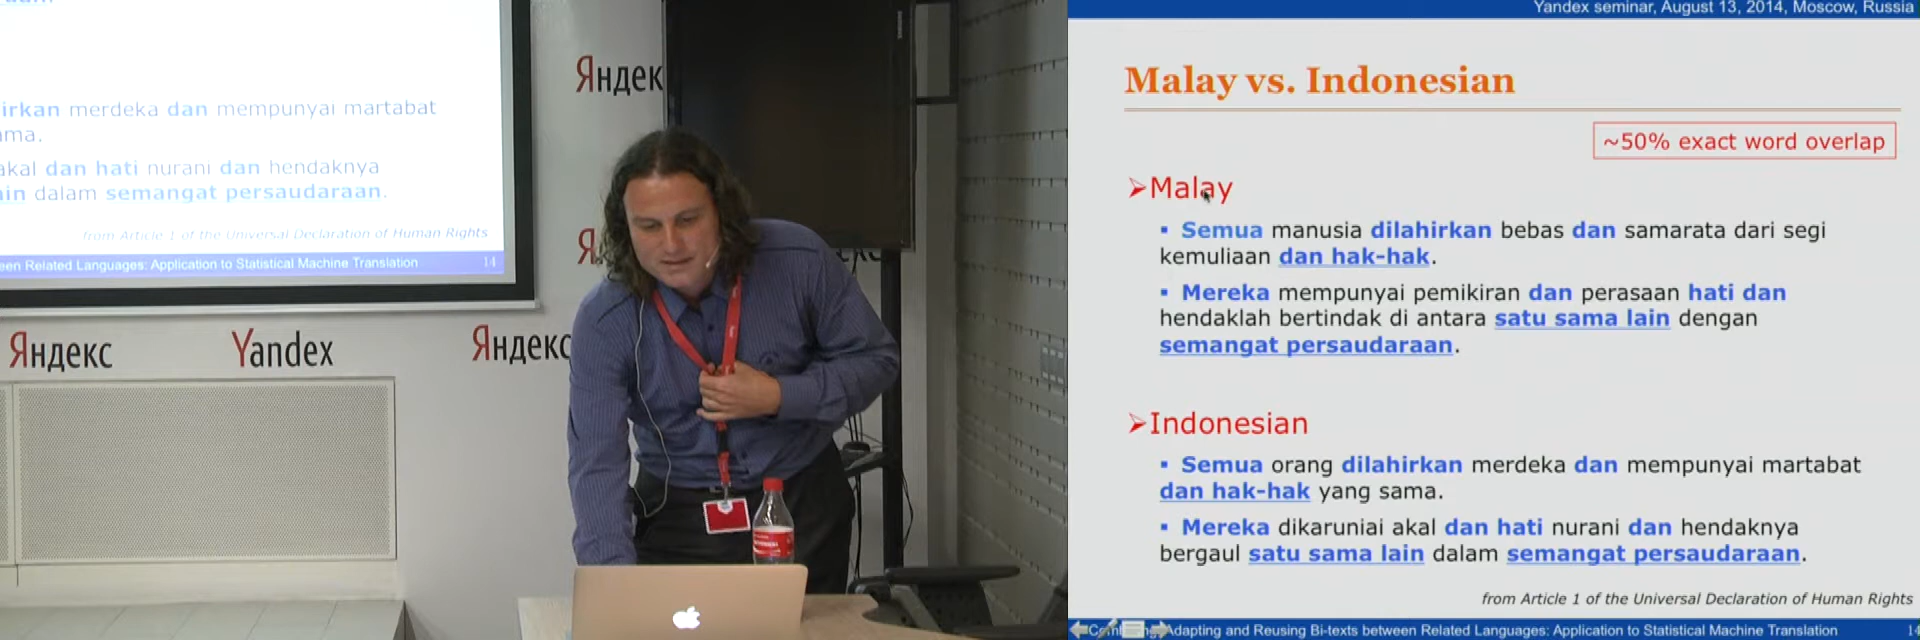 irkan merdeka dan mempunyai martabat
ama.
akal dan hati nurani dan hendaknya
ain dalam semangat persaudaraan.
from Article 1 of the Universal Declaration of Human Rights
een Related Languages: Application to Statistical Machine Translation 14
Яндек
Яндекс
Yandex
Яндекс
Yandex seminar, August 13, 2014, Moscow, Russia
Malay vs. Indonesian
~50% exact word overlap
➢Malay
▪ Semua manusia dilahirkan bebas dan samarata dari segi
kemuliaan dan hak-hak.
▪ Mereka mempunyai pemikiran dan perasaan hati dan
hendaklah bertindak di antara satu sama lain dengan
semangat persaudaraan.
➢Indonesian
▪ Semua orang dilahirkan merdeka dan mempunyai martabat
dan hak-hak yang sama.
▪ Mereka dikaruniai akal dan hati nurani dan hendaknya
bergaul satu sama lain dalam semangat persaudaraan.
from Article 1 of the Universal Declaration of Human Rights
Adapting and Reusing Bi-texts between Related Languages: Application to Statistical Machine Translation 14